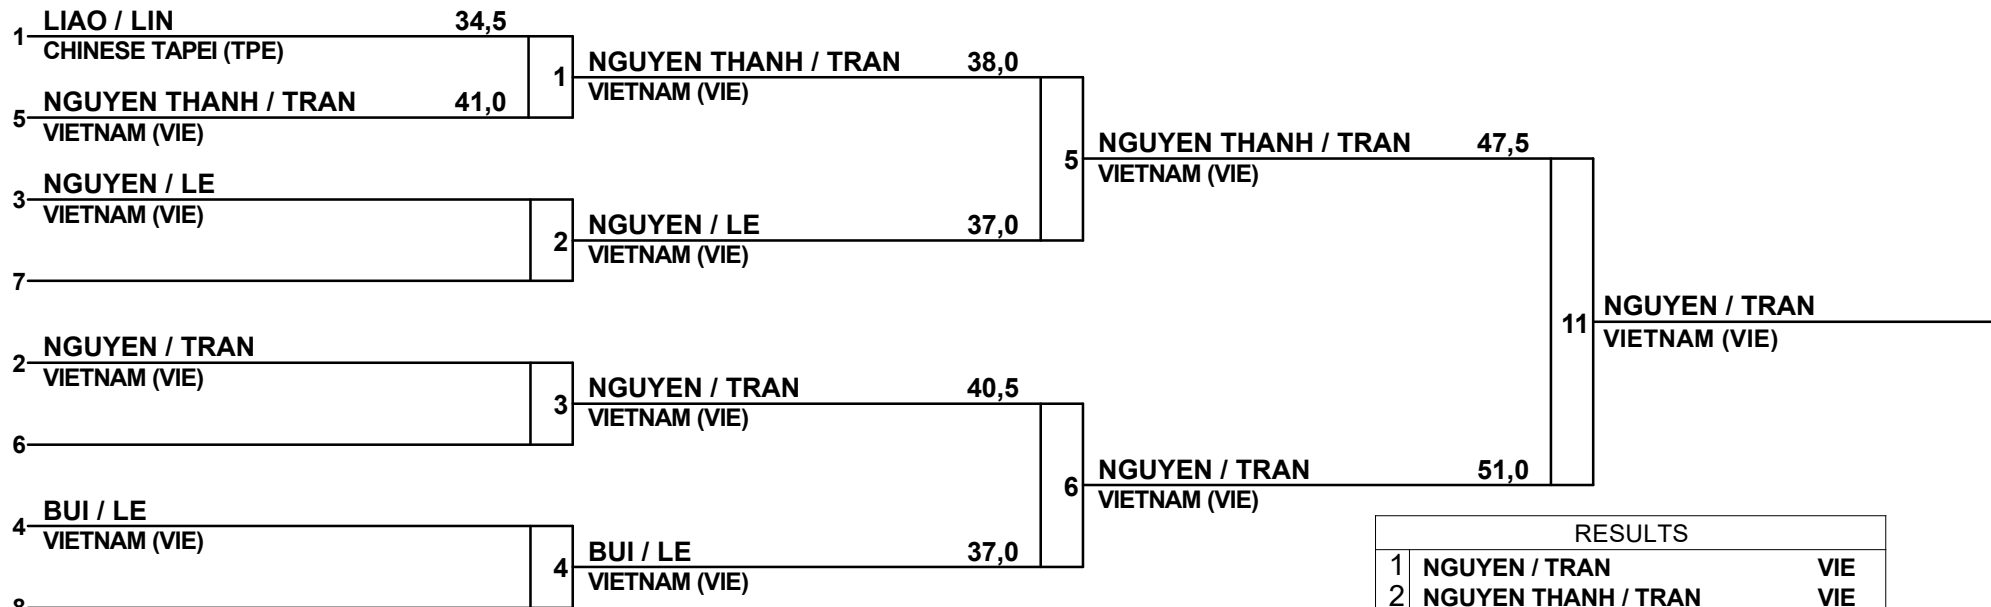 1 LIAO / LIN 34,5
CHINESE TAPEI (TPE)
5 NGUYEN THANH / TRAN 41,0
VIETNAM (VIE)
1 NGUYEN THANH / TRAN 38,0
VIETNAM (VIE)
3 NGUYEN / LE
VIETNAM (VIE)
7
2 NGUYEN / LE 37,0
VIETNAM (VIE)
5 NGUYEN THANH / TRAN 47,5
VIETNAM (VIE)
2 NGUYEN / TRAN
VIETNAM (VIE)
6
3 NGUYEN / TRAN 40,5
VIETNAM (VIE)
4 BUI / LE
VIETNAM (VIE)
8
4 BUI / LE 37,0
VIETNAM (VIE)
6 NGUYEN / TRAN 51,0
VIETNAM (VIE)
11 NGUYEN / TRAN
VIETNAM (VIE)
RESULTS
1 NGUYEN / TRAN VIE
2 NGUYEN THANH / TRAN VIE